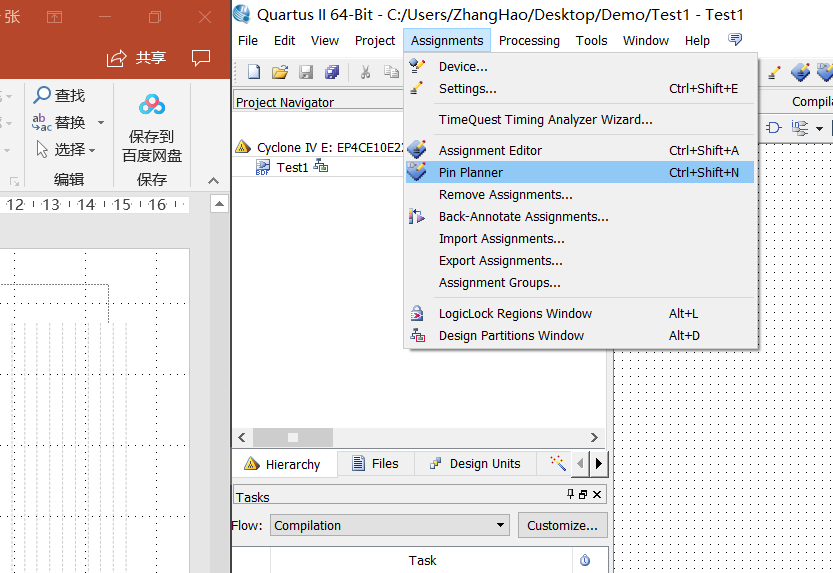 张
共享
查找
替换
选择
编辑
保存到
百度网盘
保存
12 13 14 15 16
Quartus II 64-Bit - C:/Users/ZhangHao/Desktop/Demo/Test1 - Test1
File Edit View Project Assignments Processing Tools Window Help
Project Navigator
Cyclone IV E: EP4CE10E22
Test1
Device...
Settings... Ctrl+Shift+E
TimeQuest Timing Analyzer Wizard...
Assignment Editor Ctrl+Shift+A
Pin Planner Ctrl+Shift+N
Remove Assignments...
Back-Annotate Assignments...
Import Assignments...
Export Assignments...
Assignment Groups...
LogicLock Regions Window Alt+L
Design Partitions Window Alt+D
Hierarchy Files Design Units
Tasks
Flow: Compilation Customize...
Task